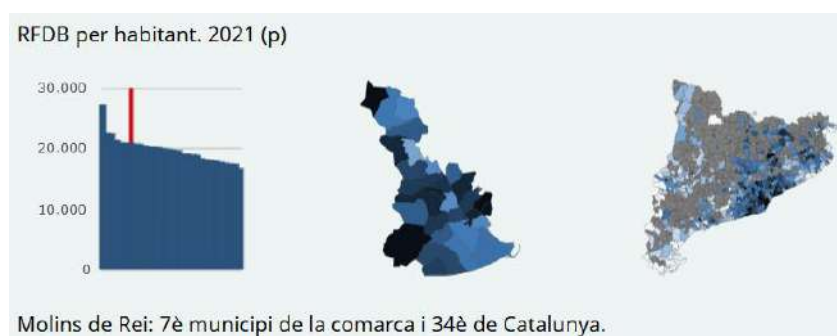 RFDB per habitant. 2021 (p)
30.000
20.000
10.000
0
Molins de Rei: 7è municipi de la comarca i 34è de Catalunya.